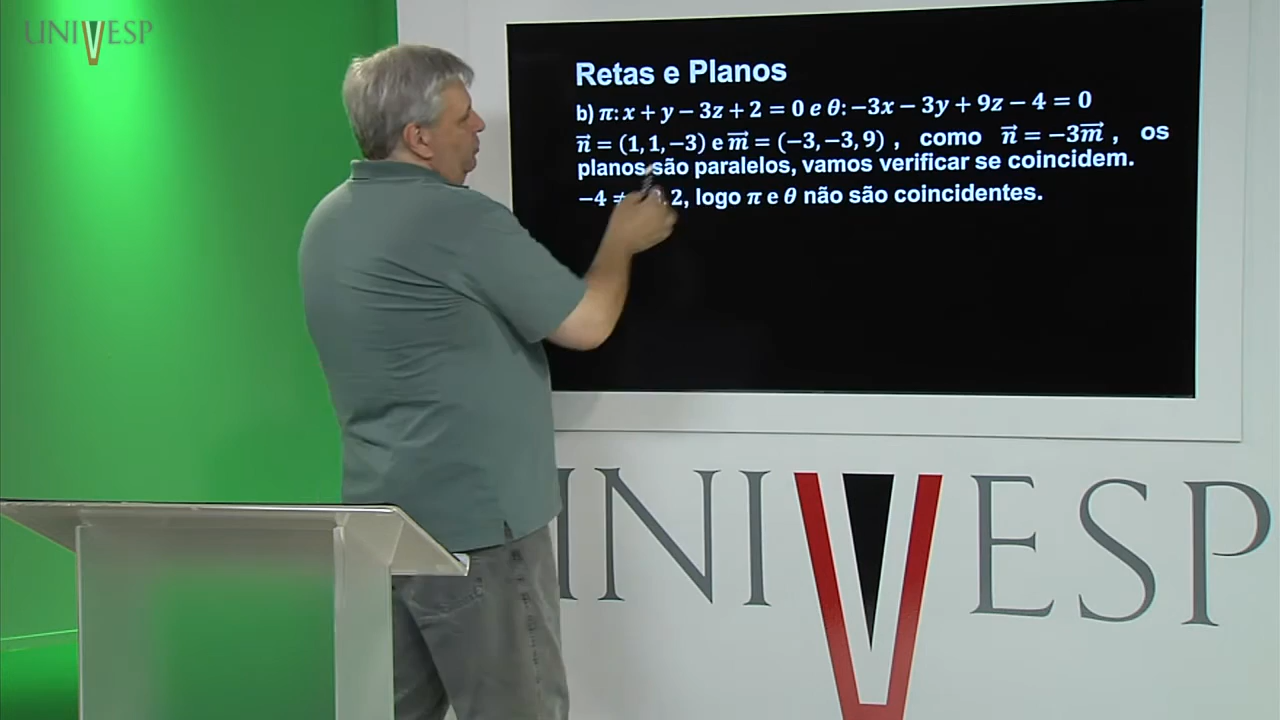 UNIVESP
Retas e Planos
b) π: x + y − 3z + 2 = 0 e θ: −3x − 3y + 9z − 4 = 0
n⃗ = (1, 1, −3) e m⃗ = (−3, −3, 9) , como n⃗ = −3m⃗ , os
planos são paralelos, vamos verificar se coincidem.
−4 ≠ 2, logo π e θ não são coincidentes.
UNIVESP